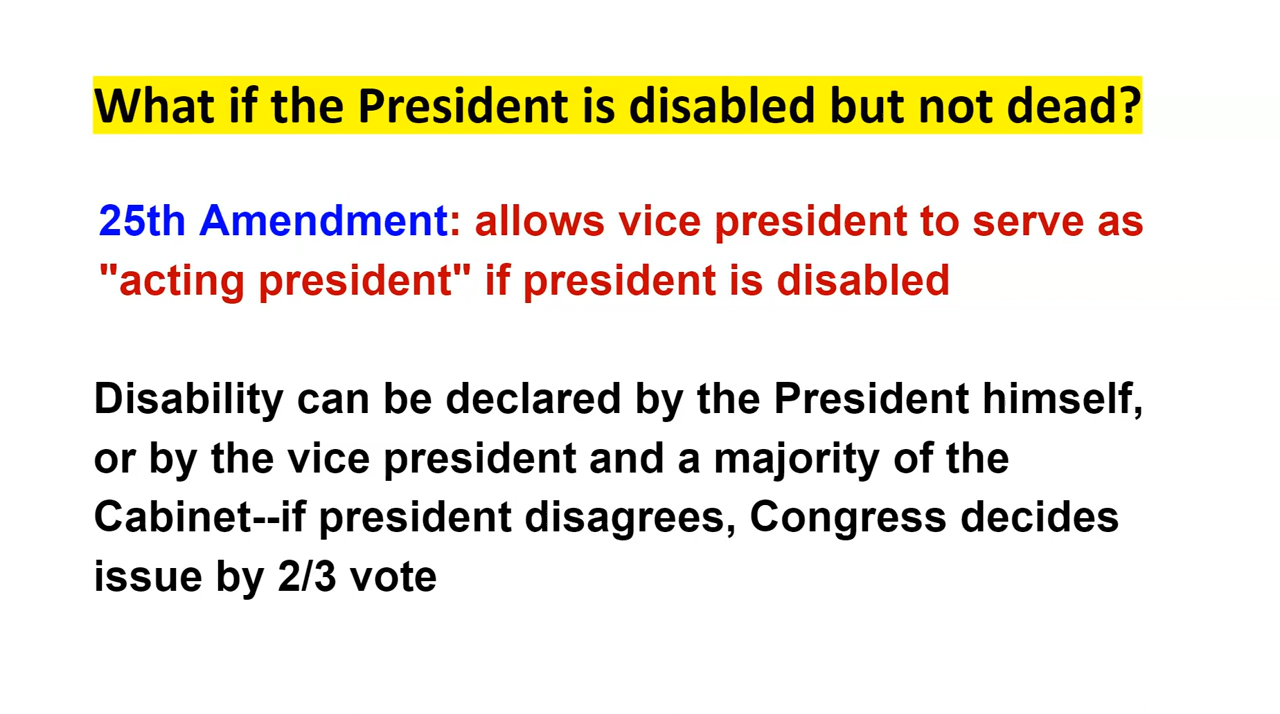 What if the President is disabled but not dead?
25th Amendment: allows vice president to serve as
"acting president" if president is disabled
Disability can be declared by the President himself,
or by the vice president and a majority of the
Cabinet--if president disagrees, Congress decides
issue by 2/3 vote